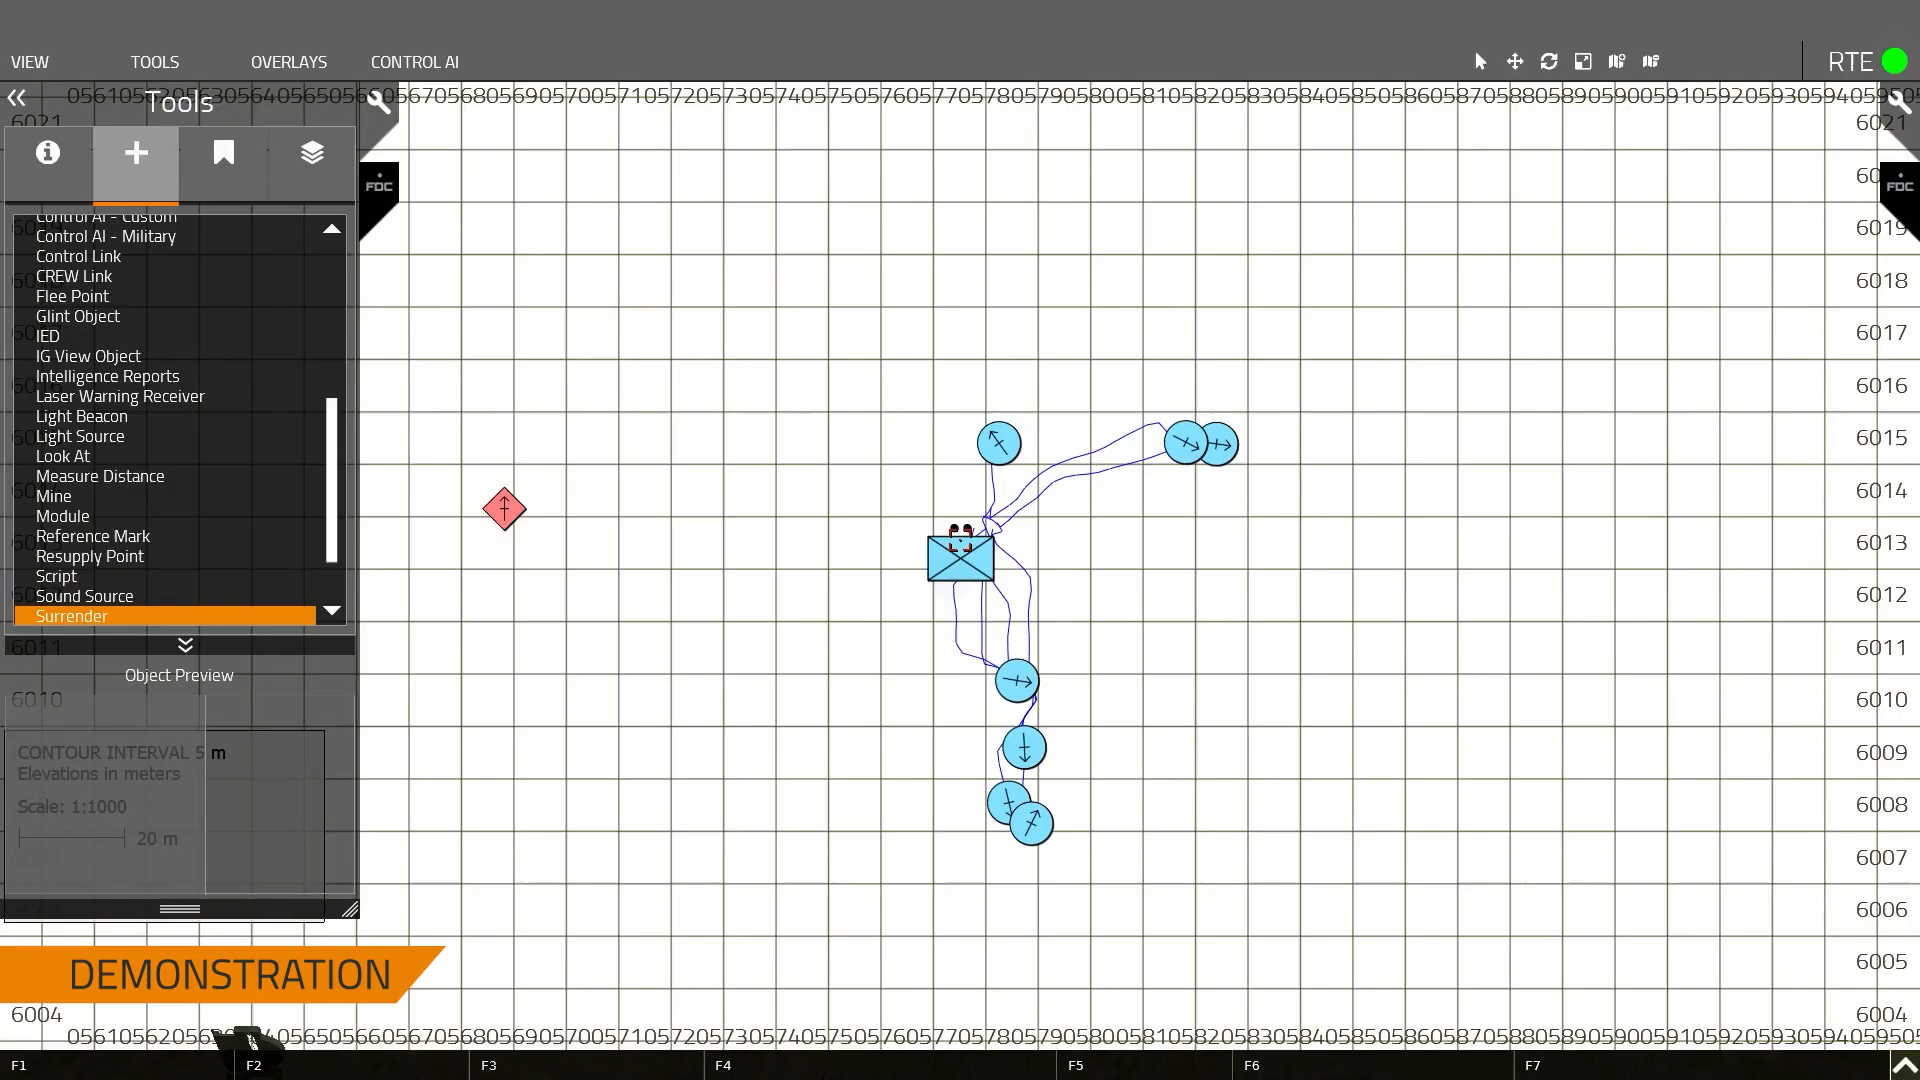 VIEW TOOLS OVERLAYS CONTROL AI RTE
Tools
6021 6021
FDC FDC
Control AI - Custom
Control AI - Military
6019
Control Link
CREW Link
6018
Flee Point
Glint Object
6017
IED
IG View Object
Intelligence Reports
6016
Laser Warning Receiver
Light Beacon
Light Source
6015
Look At
Measure Distance
6014
Mine
Module
Reference Mark
6013
Resupply Point
Script
Sound Source
6012
Surrender
6011 6011
Object Preview
6010 6010
CONTOUR INTERVAL 5 m
6009
Elevations in meters
Scale: 1:1000
6008
20 m
6007
6006
DEMONSTRATION
6005
6004 6004
F1 F2 F3 F4 F5 F6 F7